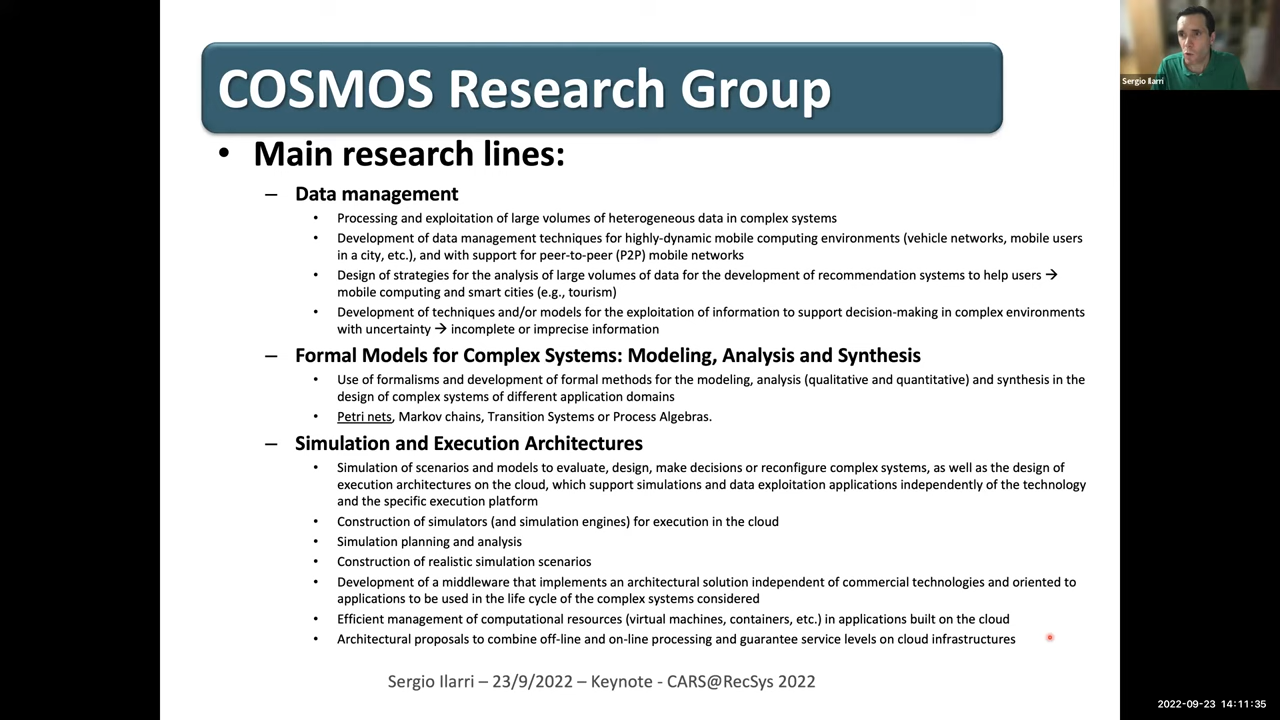 COSMOS Research Group
Sergio Ilarri
• Main research lines:
– Data management
• Processing and exploitation of large volumes of heterogeneous data in complex systems
• Development of data management techniques for highly-dynamic mobile computing environments (vehicle networks, mobile users
in a city, etc.), and with support for peer-to-peer (P2P) mobile networks
• Design of strategies for the analysis of large volumes of data for the development of recommendation systems to help users →
mobile computing and smart cities (e.g., tourism)
• Development of techniques and/or models for the exploitation of information to support decision-making in complex environments
with uncertainty → incomplete or imprecise information
– Formal Models for Complex Systems: Modeling, Analysis and Synthesis
• Use of formalisms and development of formal methods for the modeling, analysis (qualitative and quantitative) and synthesis in the
design of complex systems of different application domains
• Petri nets, Markov chains, Transition Systems or Process Algebras.
– Simulation and Execution Architectures
• Simulation of scenarios and models to evaluate, design, make decisions or reconfigure complex systems, as well as the design of
execution architectures on the cloud, which support simulations and data exploitation applications independently of the technology
and the specific execution platform
• Construction of simulators (and simulation engines) for execution in the cloud
• Simulation planning and analysis
• Construction of realistic simulation scenarios
• Development of a middleware that implements an architectural solution independent of commercial technologies and oriented to
applications to be used in the life cycle of the complex systems considered
• Efficient management of computational resources (virtual machines, containers, etc.) in applications built on the cloud
• Architectural proposals to combine off-line and on-line processing and guarantee service levels on cloud infrastructures
Sergio Ilarri – 23/9/2022 – Keynote - CARS@RecSys 2022
2022-09-23 14:11:35